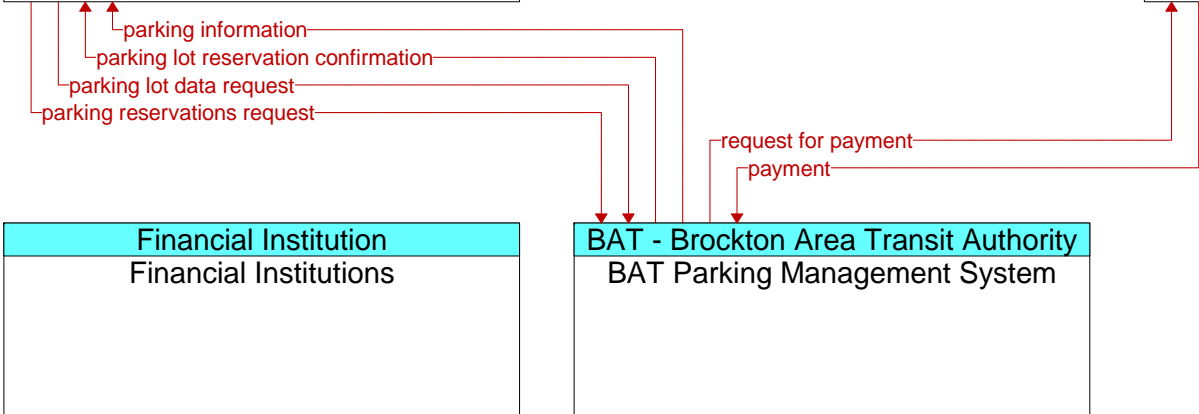 parking information
parking lot reservation confirmation
parking lot data request
parking reservations request
request for payment
payment
Financial Institution
Financial Institutions
BAT - Brockton Area Transit Authority
BAT Parking Management System